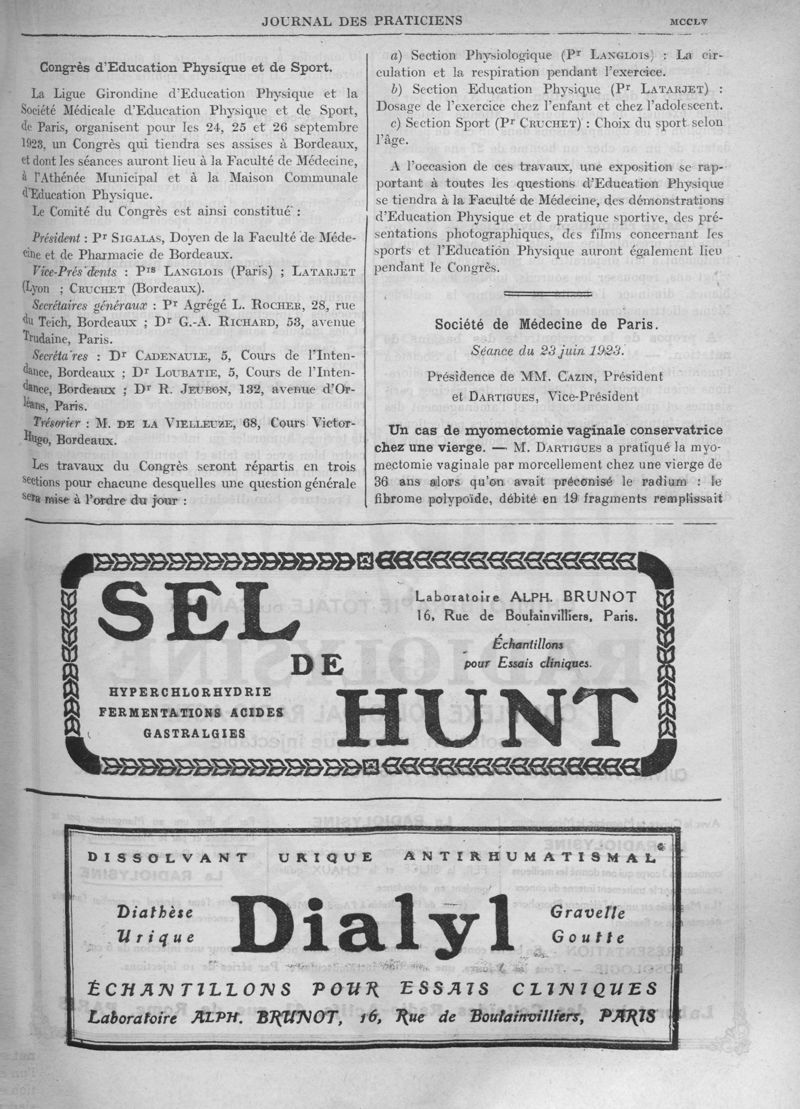 JOURNAL DES PRATICIENS
MCCLV
Congrès d'Education Physique et de Sport.
La Ligue Girondine d'Education Physique et la
Société Médicale d'Education Physique et de Sport,
de Paris, organisent pour les 24, 25 et 26 septembre
1923, un Congrès qui tiendra ses assises à Bordeaux,
et dont les séances auront lieu à la Faculté de Médecine,
à l'Athénée Municipal et à la Maison Communale
d'Education Physique.
Le Comité du Congrès est ainsi constitué :
Président : Pr SIGALAS, Doyen de la Faculté de Méde-
cine et de Pharmacie de Bordeaux.
Vice-Prés dents : Prs LANGLOIS (Paris) ; LATARJET
(Lyon ; CRUCHET (Bordeaux).
Secrétaires généraux : Pr Agrégé L. ROCHER, 28, rue
du Teich, Bordeaux ; Dr G.-A. RICHARD, 53, avenue
Trudaine, Paris.
Secréta res : Dr CADENAULE, 5, Cours de l'Inten-
dance, Bordeaux ; Dr LOUBATIE, 5, Cours de l'Inten-
dance, Bordeaux ; Dr R. JEUDON, 132, avenue d'Or-
léans, Paris.
Trésorier : M. DE LA VIELLEUZE, 68, Cours Victor-
Hugo, Bordeaux.
Les travaux du Congrès seront répartis en trois
sections pour chacune desquelles une question générale
sera mise à l'ordre du jour :
a) Section Physiologique (Pr LANGLOIS) : La cir-
culation et la respiration pendant l'exercice.
b) Section Education Physique (Pr LATARJET) :
Dosage de l'exercice chez l'enfant et chez l'adolescent.
c) Section Sport (Pr CRUCHET) : Choix du sport selon
l'âge.
A l'occasion de ces travaux, une exposition se rap-
portant à toutes les questions d'Education Physique
se tiendra à la Faculté de Médecine, des démonstrations
d'Education Physique et de pratique sportive, des pré-
sentations photographiques, des films concernant les
sports et l'Education Physique auront également lieu
pendant le Congrès.
Société de Médecine de Paris.
Séance du 23 juin 1923.
Présidence de MM. CAZIN, Président
et DARTIGUES, Vice-Président
Un cas de myomectomie vaginale conservatrice
chez une vierge. — M. DARTIGUES a pratiqué la myo-
mectomie vaginale par morcellement chez une vierge de
36 ans alors qu'on avait préconisé le radium : le
fibrome polypoïde, débité en 19 fragments remplissait
SEL
DE
HUNT
Laboratoire ALPH. BRUNOT
16, Rue de Boulainvilliers, Paris.
Échantillons
pour Essais cliniques.
HYPERCHLORHYDRIE
FERMENTATIONS ACIDES
GASTRALGIES
DISSOLVANT URIQUE ANTIRHUMATISMAL
Diathèse
Urique
Dialyl
Gravelle
Goutte
ÉCHANTILLONS POUR ESSAIS CLINIQUES
Laboratoire ALPH. BRUNOT, 16, Rue de Boulainvilliers, PARIS